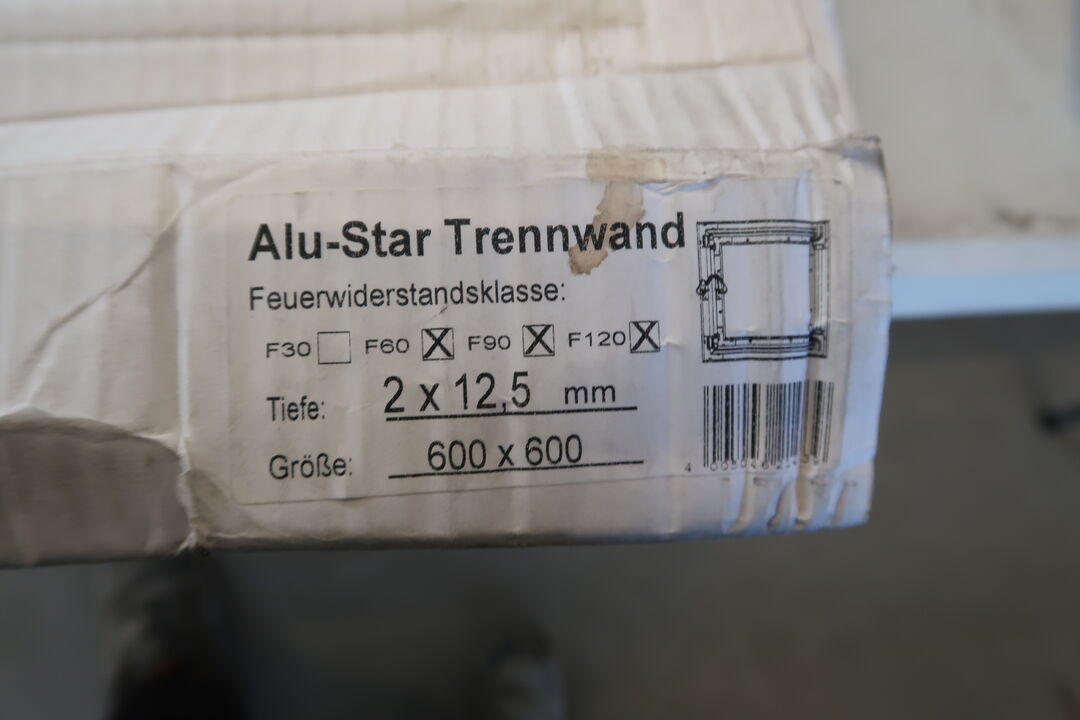 Alu-Star Trennwand
Feuerwiderstandsklasse:
F30 F60 X F90 X F120 X
Tiefe: 2 x 12,5 mm
Größe: 600 x 600